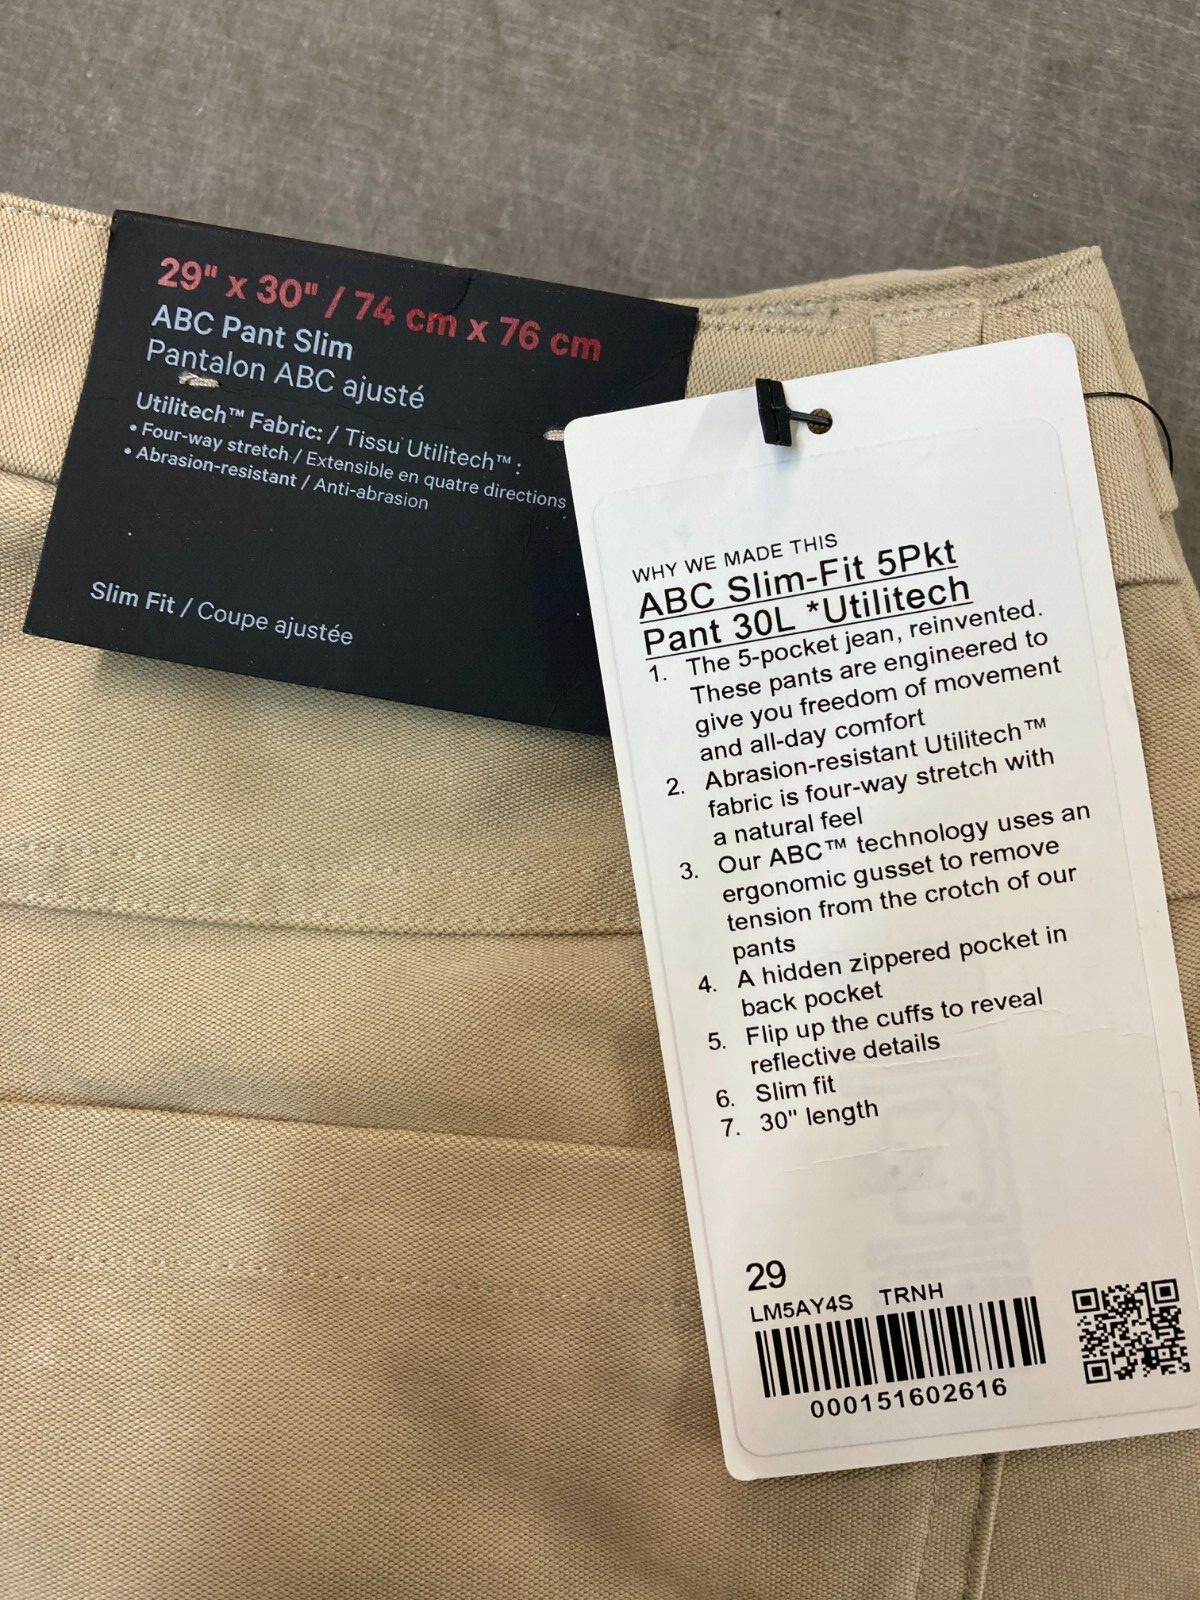 29" x 30" / 74 cm x 76 cm
ABC Pant Slim
Pantalon ABC ajusté
Utilitech™ Fabric: / Tissu Utilitech™ :
• Four-way stretch / Extensible en quatre directions
• Abrasion-resistant / Anti-abrasion
Slim Fit / Coupe ajustée
WHY WE MADE THIS
ABC Slim-Fit 5Pkt
Pant 30L *Utilitech
1. The 5-pocket jean, reinvented.
These pants are engineered to
give you freedom of movement
and all-day comfort
2. Abrasion-resistant Utilitech™
fabric is four-way stretch with
a natural feel
3. Our ABC™ technology uses an
ergonomic gusset to remove
tension from the crotch of our
pants
4. A hidden zippered pocket in
back pocket
5. Flip up the cuffs to reveal
reflective details
6. Slim fit
7. 30" length
29
LM5AY4S TRNH
000151602616